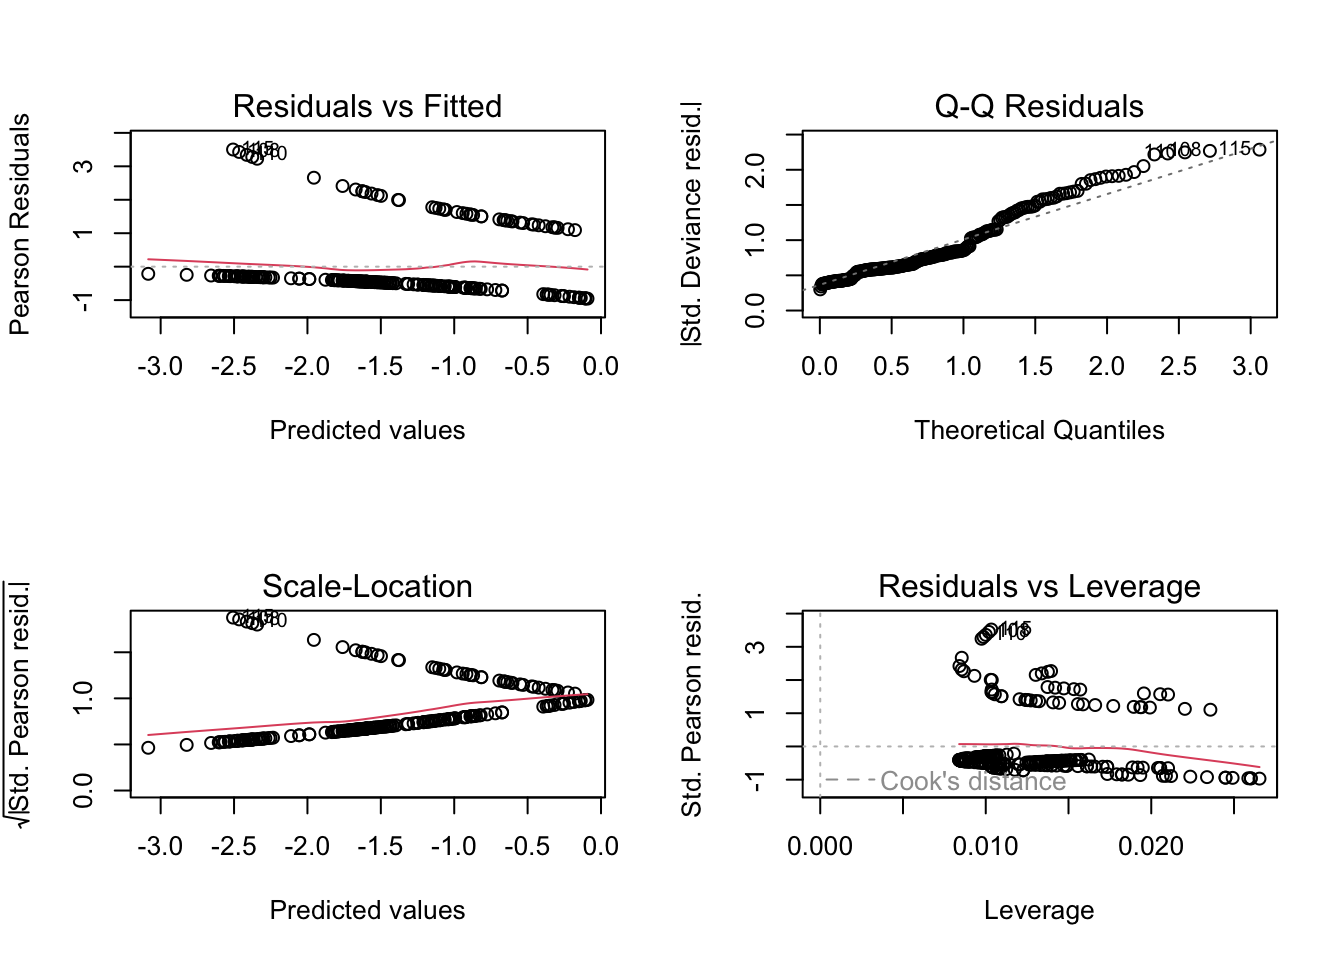 Residuals vs Fitted
Pearson Residuals
3
1
-1
-3.0 -2.5 -2.0 -1.5 -1.0 -0.5 0.0
Predicted values
Q-Q Residuals
|Std. Deviance resid.|
2.0
1.0
0.0
110 108 115
0.0 0.5 1.0 1.5 2.0 2.5 3.0
Theoretical Quantiles
Scale-Location
√|Std. Pearson resid.|
1.0
0.0
-3.0 -2.5 -2.0 -1.5 -1.0 -0.5 0.0
Predicted values
Residuals vs Leverage
Std. Pearson resid.
3
1
-1
Cook's distance
0.000 0.010 0.020
Leverage